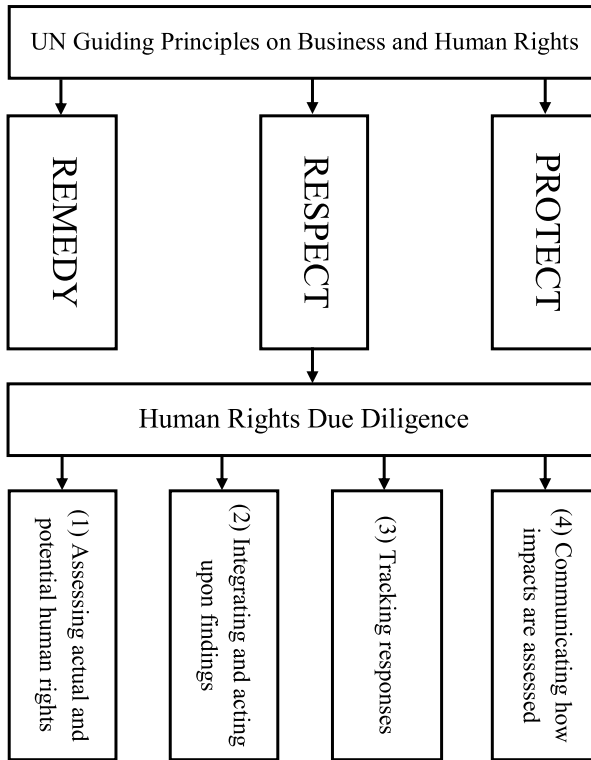 UN Guiding Principles on Business and Human Rights
REMEDY
RESPECT
PROTECT
Human Rights Due Diligence
(1) Assessing actual and
potential human rights
(2) Integrating and acting
upon findings
(3) Tracking
responses
(4) Communicating how
impacts are assessed